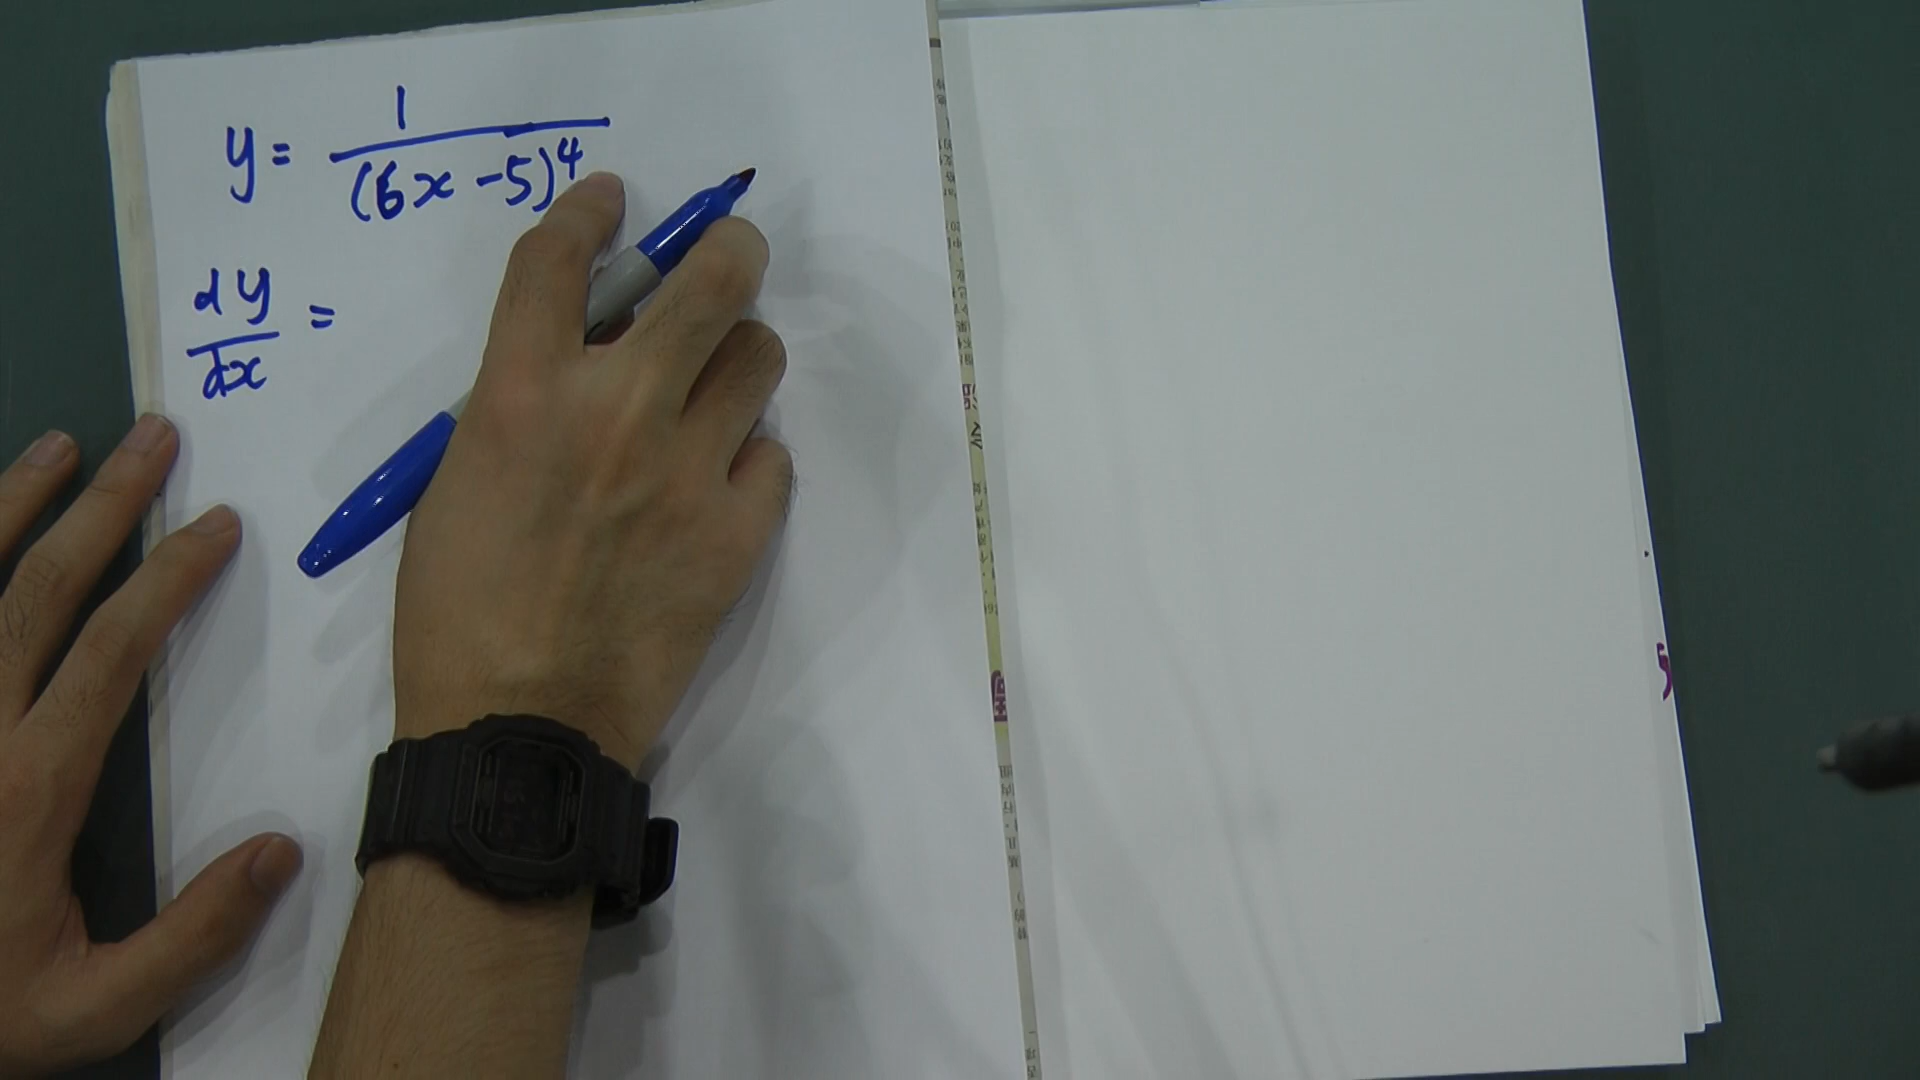 y = 1/(6x-5)^4
dy/dx =